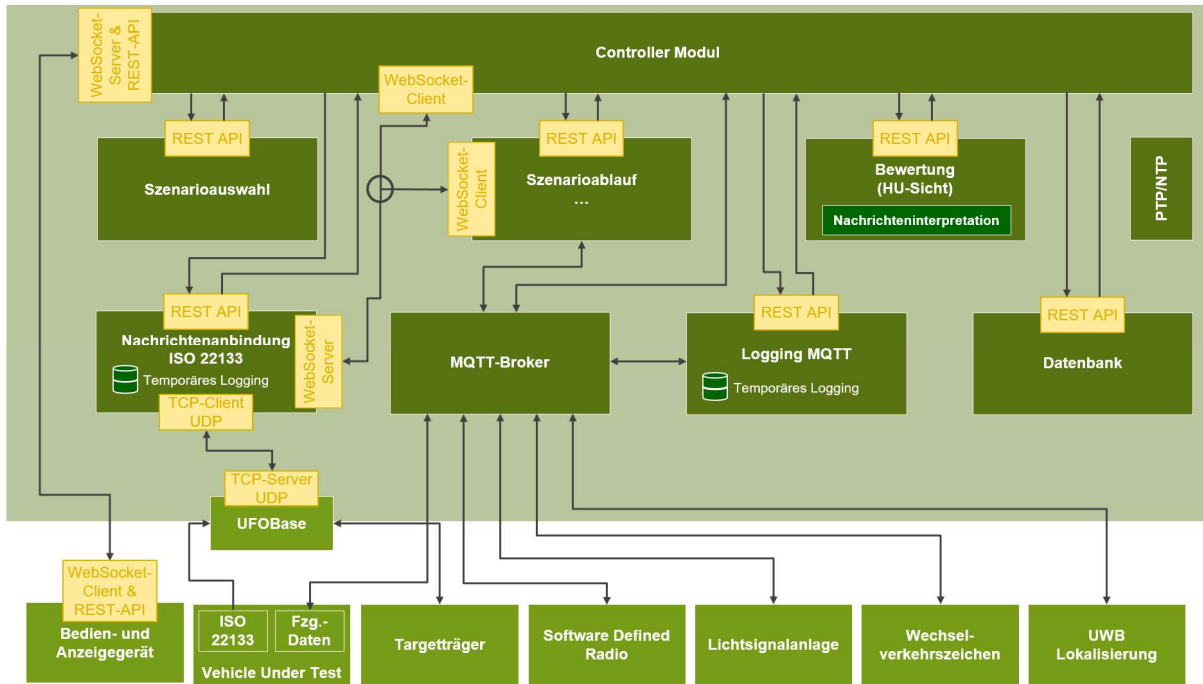 WebSocket-
Server &
REST-API
Controller Modul
WebSocket-
Client
REST API
Szenarioauswahl
WebSocket-
Client
REST API
Szenarioablauf
...
REST API
Bewertung
(HU-Sicht)
Nachrichteninterpretation
PTP/NTP
REST API
Nachrichtenanbindung
ISO 22133
Temporäres Logging
WebSocket-
Server
TCP-Client
UDP
MQTT-Broker
REST API
Logging MQTT
Temporäres Logging
REST API
Datenbank
TCP-Server
UDP
UFOBase
WebSocket-
Client &
REST-API
Bedien- und
Anzeigegerät
ISO
22133
Fzg.-
Daten
Vehicle Under Test
Targetträger
Software Defined
Radio
Lichtsignalanlage
Wechsel-
verkehrszeichen
UWB
Lokalisierung